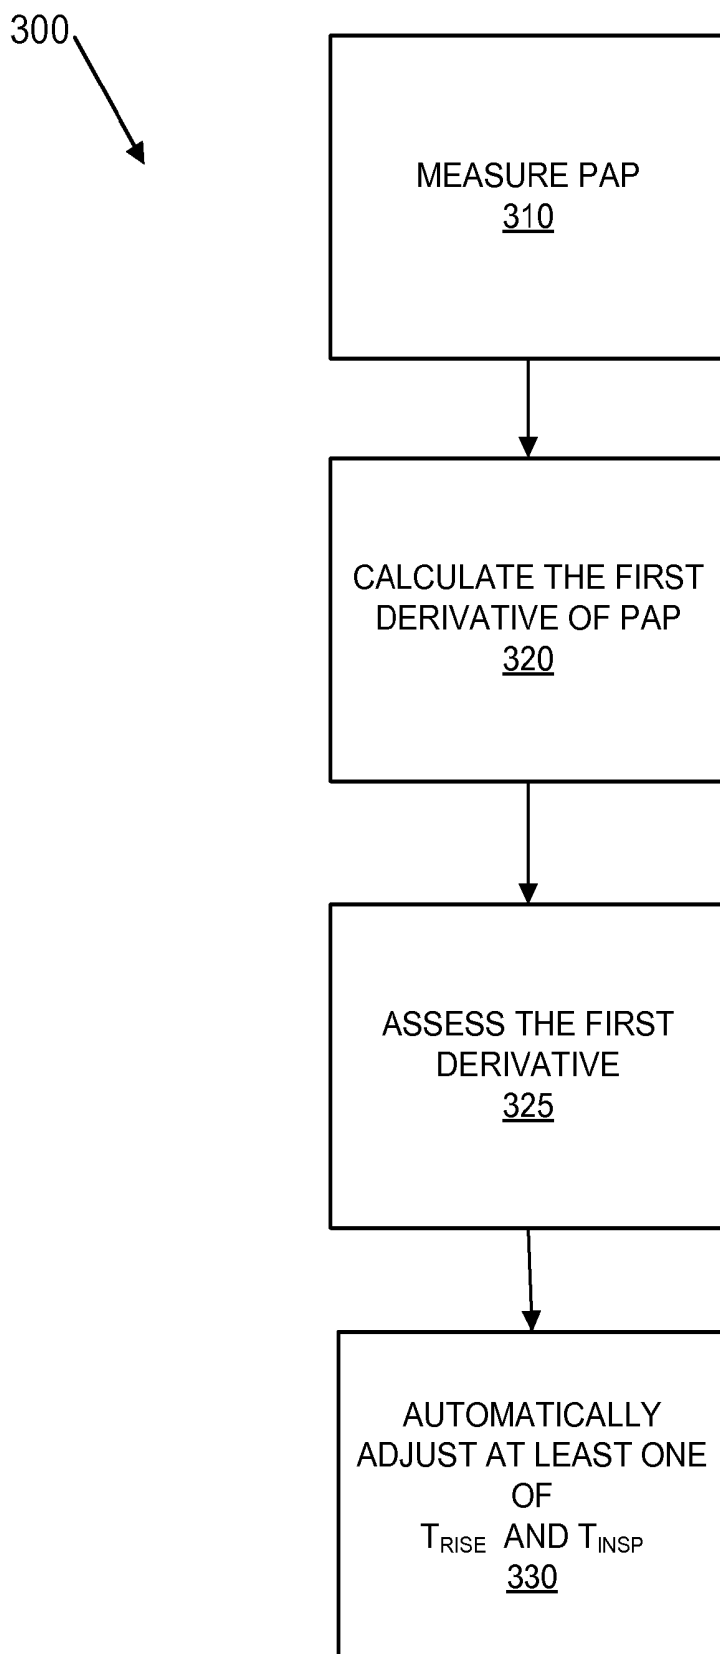 300
MEASURE PAP
310
CALCULATE THE FIRST
DERIVATIVE OF PAP
320
ASSESS THE FIRST
DERIVATIVE
325
AUTOMATICALLY
ADJUST AT LEAST ONE
OF
TRISE AND TINSP
330